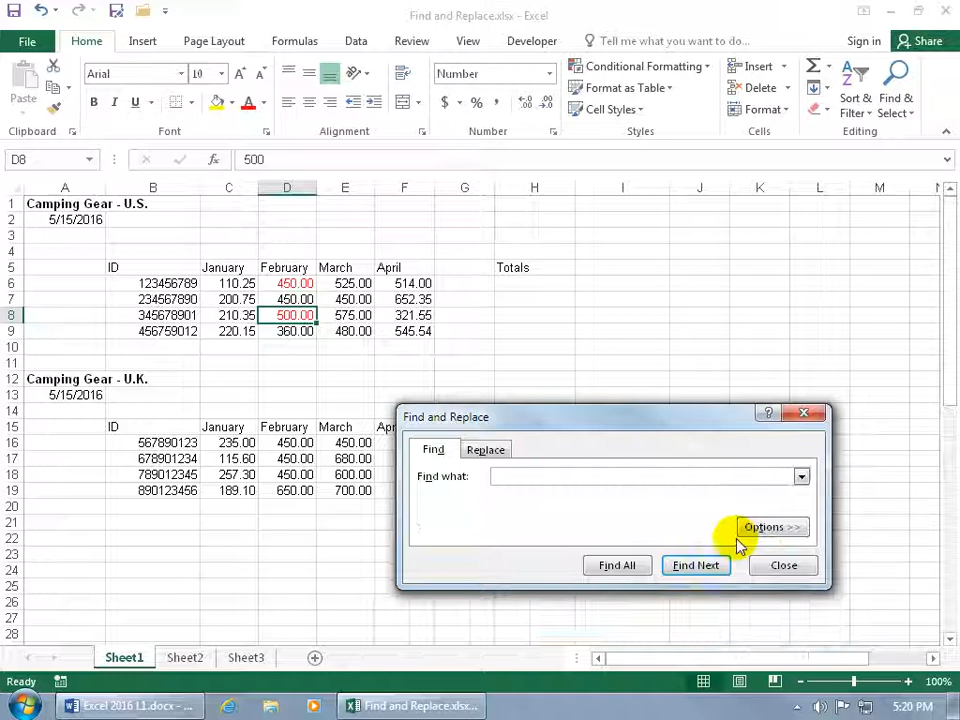 Find and Replace.xlsx - Excel
File Home Insert Page Layout Formulas Data Review View Developer Tell me what you want to do... Sign in Share
Paste
Arial 10
B I U
Number
$ % ,
Conditional Formatting
Format as Table
Cell Styles
Insert
Delete
Format
Sort & Filter
Find & Select
Clipboard Font Alignment Number Styles Cells Editing
D8 fx 500
A B C D E F G H I J K L M
1 Camping Gear - U.S.
2 5/15/2016
3
4
5 ID January February March April Totals
6 123456789 110.25 450.00 525.00 514.00
7 234567890 200.75 450.00 450.00 652.35
8 345678901 210.35 500.00 575.00 321.55
9 456759012 220.15 360.00 480.00 545.54
10
11
12 Camping Gear - U.K.
13 5/15/2016
14
15 ID January February March Ap
16 567890123 235.00 450.00 450.00
17 678901234 115.60 450.00 680.00
18 789012345 257.30 450.00 600.00
19 890123456 189.10 650.00 700.00
20
21
22
23
24
25
26
27
28
Find and Replace
Find Replace
Find what:
Options >>
Find All Find Next Close
Sheet1 Sheet2 Sheet3
Ready 100%
Excel 2016 L1.docx - ... Find and Replace.xlsx... 5:20 PM